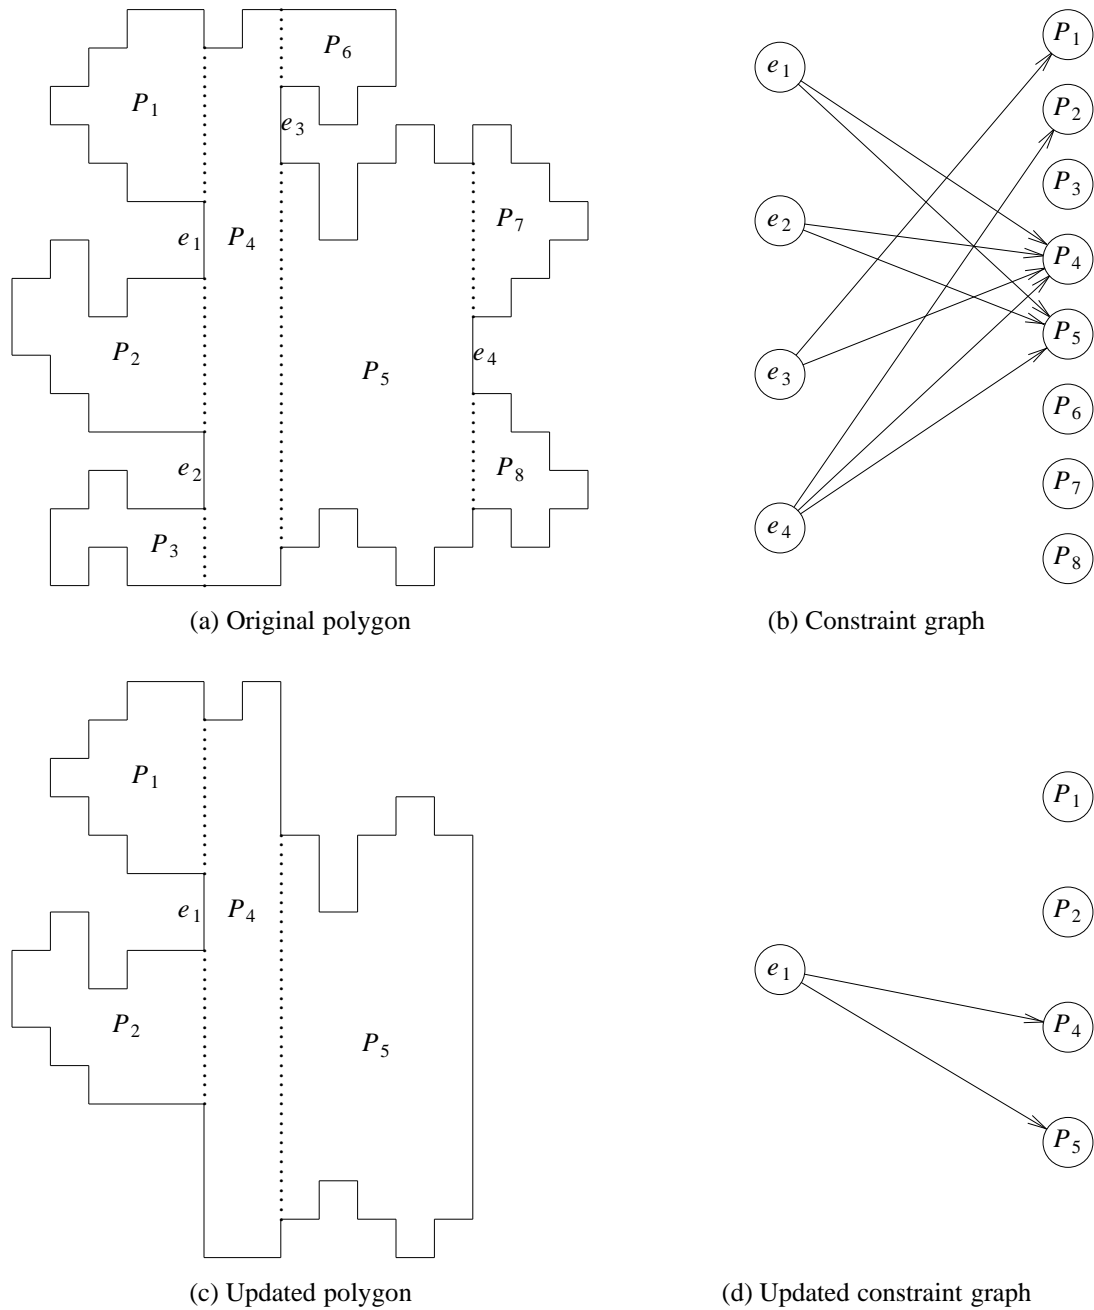 P6
P1
e3
P7
e1
P4
P2
P5
e4
e2
P8
P3
(a) Original polygon
P1
e1
P2
P3
e2
P4
P5
e3
P6
P7
e4
P8
(b) Constraint graph
P1
e1
P4
P2
P5
(c) Updated polygon
P1
P2
e1
P4
P5
(d) Updated constraint graph